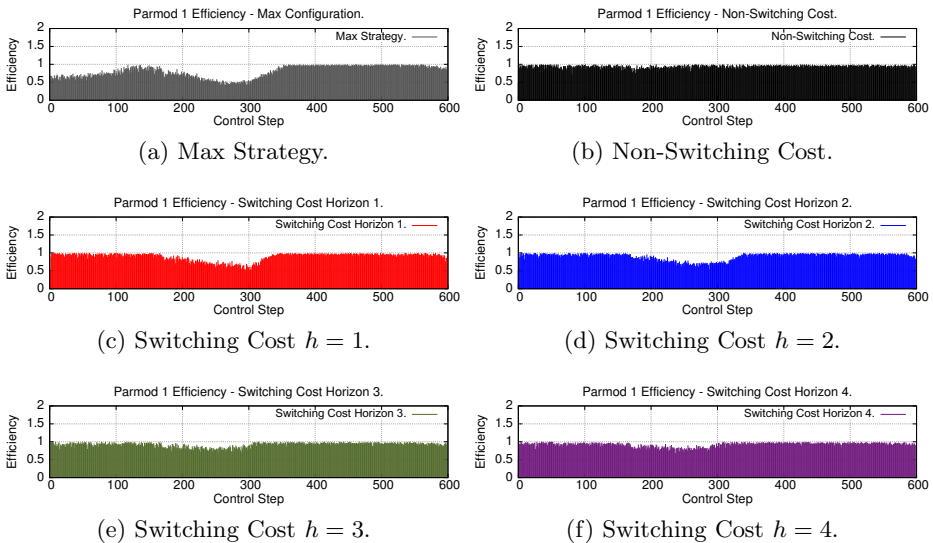 Parmod 1 Efficiency - Max Configuration.
Efficiency
2
1.5
1
0.5
0
Max Strategy.
0 100 200 300 400 500 600
Control Step
(a) Max Strategy.
Parmod 1 Efficiency - Non-Switching Cost.
Efficiency
2
1.5
1
0.5
0
Non-Switching Cost.
0 100 200 300 400 500 600
Control Step
(b) Non-Switching Cost.
Parmod 1 Efficiency - Switching Cost Horizon 1.
Efficiency
2
1.5
1
0.5
0
Switching Cost Horizon 1.
0 100 200 300 400 500 600
Control Step
(c) Switching Cost h = 1.
Parmod 1 Efficiency - Switching Cost Horizon 2.
Efficiency
2
1.5
1
0.5
0
Switching Cost Horizon 2.
0 100 200 300 400 500 600
Control Step
(d) Switching Cost h = 2.
Parmod 1 Efficiency - Switching Cost Horizon 3.
Efficiency
2
1.5
1
0.5
0
Switching Cost Horizon 3.
0 100 200 300 400 500 600
Control Step
(e) Switching Cost h = 3.
Parmod 1 Efficiency - Switching Cost Horizon 4.
Efficiency
2
1.5
1
0.5
0
Switching Cost Horizon 4.
0 100 200 300 400 500 600
Control Step
(f) Switching Cost h = 4.